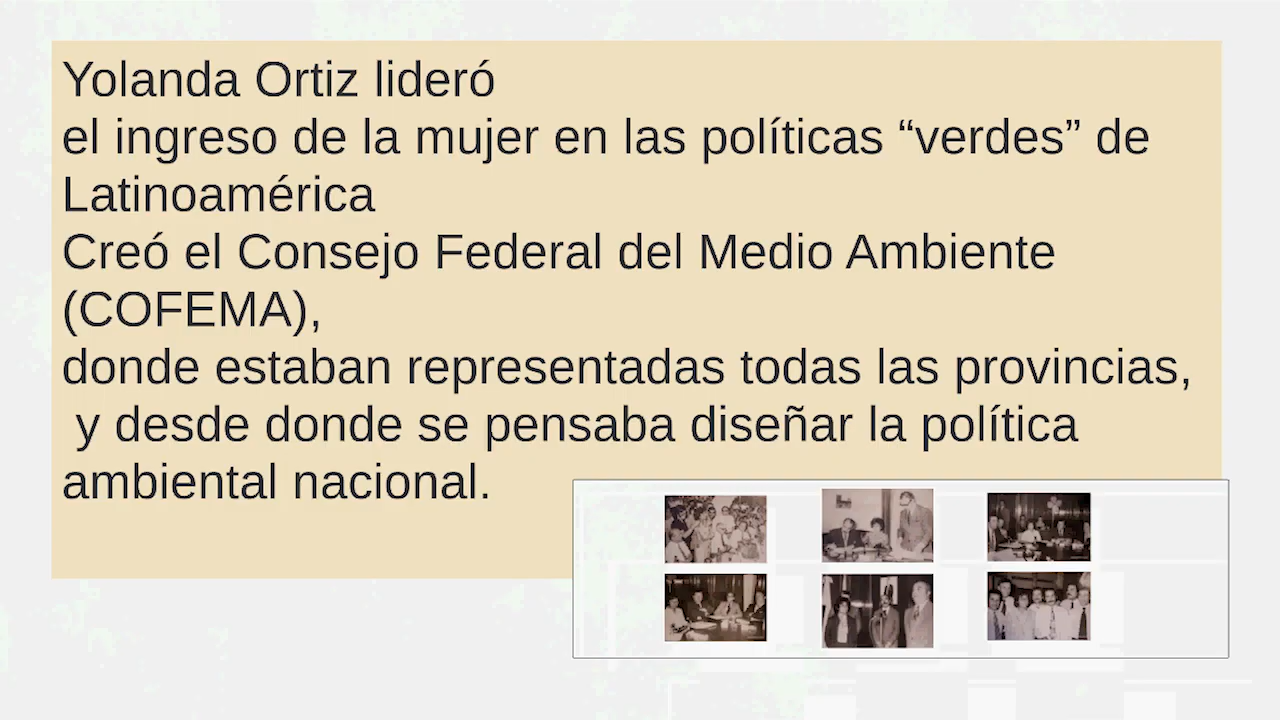 Yolanda Ortiz lideró
el ingreso de la mujer en las políticas “verdes” de
Latinoamérica
Creó el Consejo Federal del Medio Ambiente
(COFEMA),
donde estaban representadas todas las provincias,
y desde donde se pensaba diseñar la política
ambiental nacional.